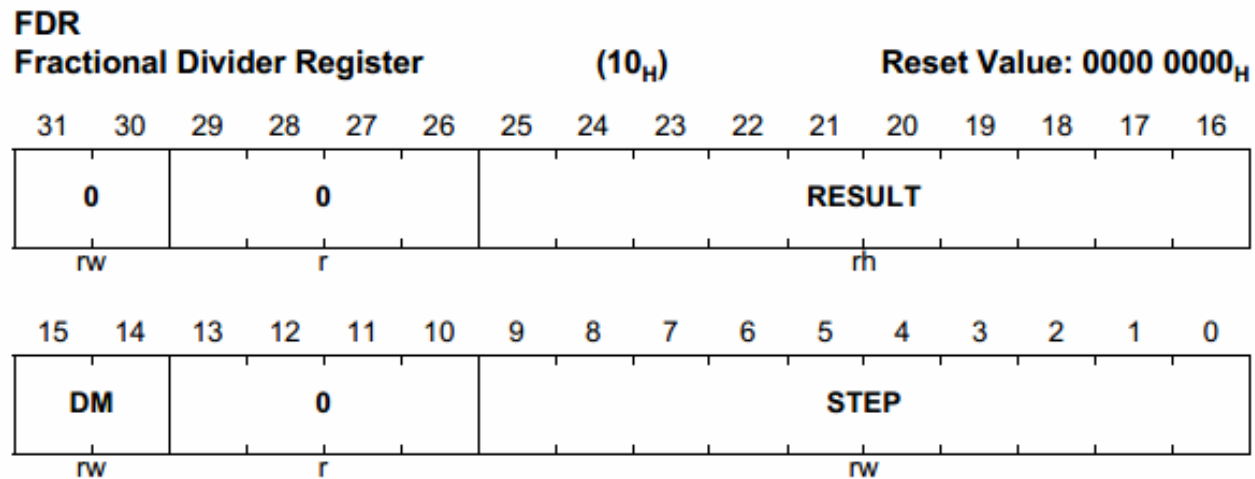 FDR
Fractional Divider Register (10H) Reset Value: 0000 0000H
31 30 29 28 27 26 25 24 23 22 21 20 19 18 17 16
0 0 RESULT
rw r rh
15 14 13 12 11 10 9 8 7 6 5 4 3 2 1 0
DM 0 STEP
rw r rw